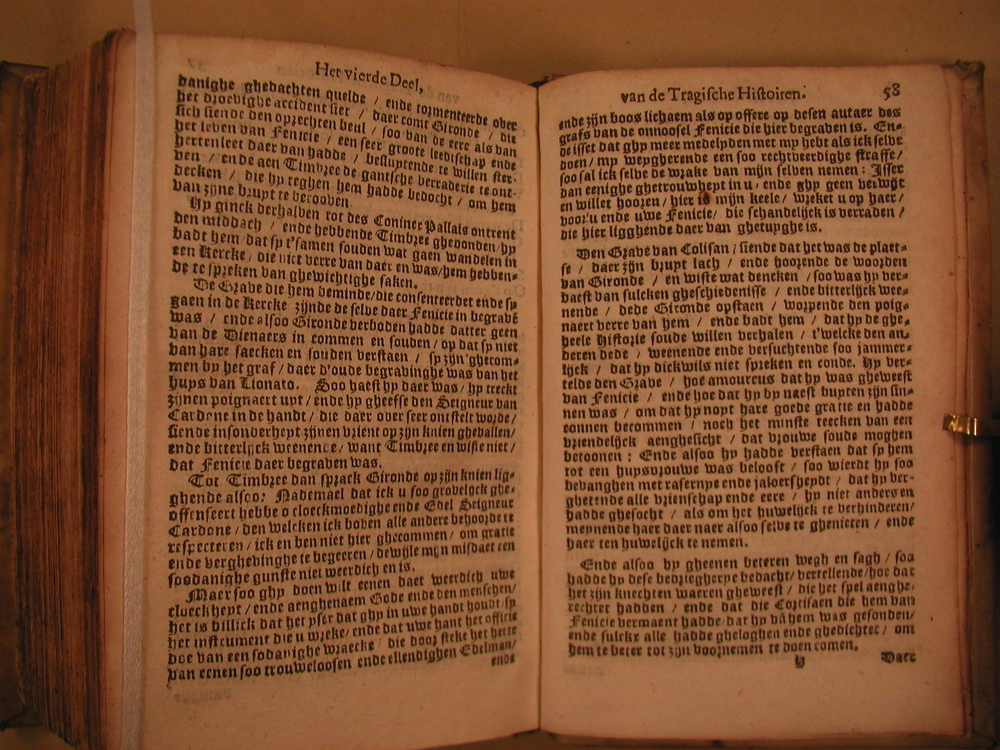 Het vierde Deel,
danighe ghedachten quelde / ende tormenteerde over
het droevighe accident sier / daer comt Gironde / die
sich siende den oprechten beul / soo van de eere als van
het leven van Fenicie / een seer groote leedtschap ende
hertenleet daer van hadde / besluytende te willen ster-
ven / ende aen Timbree de gantsche verraderie te ont-
decken / die hy teghen hem hadde bedocht / om hem
van zijne bruyt te berooven.
Hy ginck derhalven tot des Coninx Pallais ontrent
den middach / ende hebbende Timbree ghevonden/hy
badt hem / dat sy t'samen souden wat gaen wandelen in
een Kercke / die niet verre van daer en was/hem hebben-
de te spreken van ghewichtighe saken.
De Grave die hem beminde/die consenteerdet ende sy
gaen in de Kercke zijnde de selve daer Fenicie in begravẽ
was / ende alsoo Gironde verboden hadde datter geen
van de Dienaers in commen en souden / op dat sy niet
van hare saecken en souden verstaen / sy zijn ghecom-
men by het graf / daer d'oude begravinghe was van het
huys van Lionato. Soo haest hy daer was / hy treckt
zijnen poignaert uyt / ende hy gheefse den Seigneur van
Cardone in de handt / die daer over seer ontstelt worde /
siende insonderheyt zijnen vrient op zijn knien ghevallen/
ende bitterlijck weenende / want Timbree en wiste niet /
dat Fenicie daer begraven was.
Tot Timbree dan sprack Gironde op zijn knien lig-
ghende alsoo: Nademael dat ick u soo grovelijck ghe-
offenseert hebbe o cloeckmoedighe ende Edel Seigneur
Cardone / den welcken ick boven alle andere behoorde te
respecteren / ick en ben niet hier ghecommen / om gratie
ende verghevinghe te begeeren / dewijle mijn misdaet een
soodanighe gunste niet weerdich en is.
Maer soo ghy doen wilt eenen daet weerdich uwe
cloeckheyt / ende aenghenaem Gode ende den menschen/
het is billick dat het yser dat ghy in uwe handt houdt/sy
het instrument die u wreke/ ende dat uwe hant het officie
doe van een sodanighe wraecke: die door steke het herte
van eenen soo trouweloosen ende ellendighen Edelman/
ende
van de Tragische Historien. 58
ende zijn boos lichaem als op offere op desen autaer des
grafs van de onnoosel Fenicie die hier begraven is. En-
de isset dat ghy meer medelyden met my hebt als ick selve
doen / my weygherende een soo rechtveerdighe straffe/
soo sal ick selve de wrake van mijn selven nemen: Isser
dan eenighe ghetrouwheyt in u / ende ghy geen verwijt
en willet hooren / hier is mijn keele / wreket u op haer/
voor u ende uwe Fenicie / die schandelijck is verraden /
die hier ligghende daer van ghetuyghe is.
Den Grave van Colisan / siende dat het was de plaet-
se / daer zijn bruyt lach / ende hoorende de woorden
van Gironde / en wiste wat dencken / soo was hy ver-
baest van sulcken gheschiedenisse / ende bitterlijck wee-
nende / dede Gironde opstaen / worpende den poig-
naert verre van hem / ende badt hem / dat hy de ghe-
heele Historie soude willen verhalen / t'welcke den an-
deren dede / weenende ende versuchtende soo jammer-
lijck / dat hy dickwils niet spreken en conde. Hy ver-
telde den Grave / hoe amoureus dat hy was gheweest
van Fenicie / ende hoe dat hy by naest buyten zijn sin-
nen was / om dat hy noyt hare goede gratie en hadde
connen becommen / noch het minste teecken van een
vriendelijck aenghesicht / dat vrouwe soude moghen
betoonen: Ende alsoo hy hadde verstaen dat sy hem
tot een huysvrouwe was belooft / soo wierdt hy soo
bevanghen met rasernye ende jaloersheydt / dat hy ver-
ghetende alle vrienschap ende eere / hy niet anders en
hadde ghesocht / als om het huwelijck te verhinderen/
meynende haer daer naer alsoo selve te ghenieten / ende
haer ten huwelijck te nemen.
Ende alsoo hy gheenen beteren wegh en sagh / soo
hadde hy dese bedriegherye bedacht / vertellende/hoe dat
het zijn knechten waeren gheweest / die het spel aenghe-
rechtet hadden / ende dat die Cortisaen die hem van
Fenicie vermaent hadde / dat hy vã hem was gesonden/
ende sulckx alle hadde gheloghen ende ghedichtet / om
hem te beter tot zijn voornemen te doen comen.
H Daer